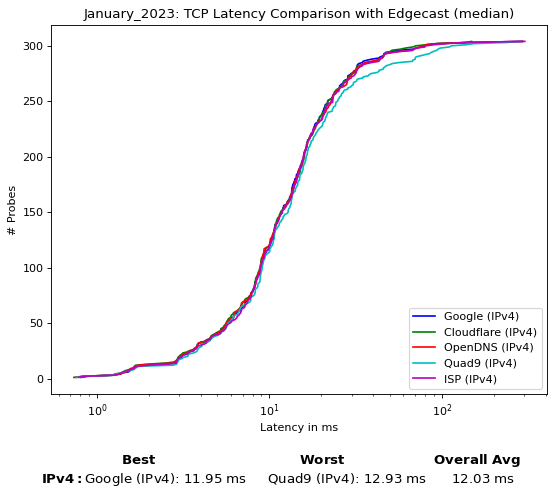 January_2023: TCP Latency Comparison with Edgecast (median)
300
250
200
150
100
50
0
# Probes
10⁰
10¹
10²
Latency in ms
Google (IPv4)
Cloudflare (IPv4)
OpenDNS (IPv4)
Quad9 (IPv4)
ISP (IPv4)
Best Worst Overall Avg
IPv4: Google (IPv4): 11.95 ms Quad9 (IPv4): 12.93 ms 12.03 ms